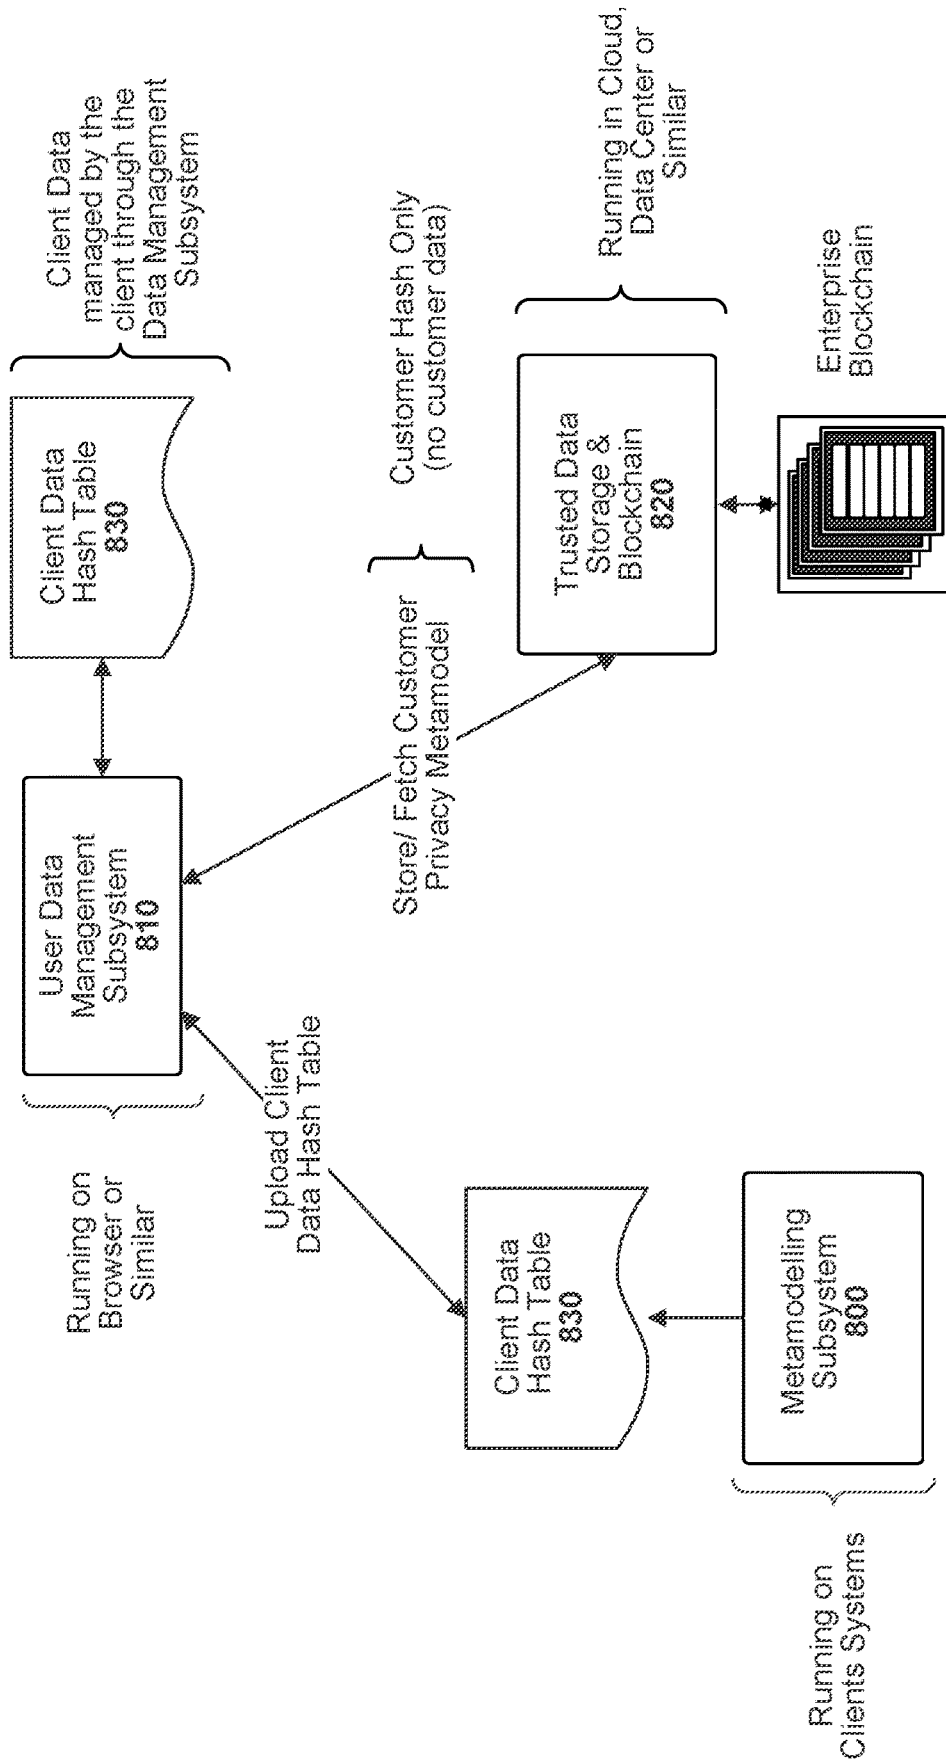 Running on
Browser or
Similar
User Data
Management
Subsystem
810
Client Data
Hash Table
830
Client Data
managed by the
client through the
Data Management
Subsystem
Upload Client
Data Hash Table
Store/ Fetch Customer
Privacy Metamodel
Customer Hash Only
(no customer data)
Client Data
Hash Table
830
Trusted Data
Storage &
Blockchain
820
Running in Cloud,
Data Center or
Similar
Running on
Clients Systems
Metamodelling
Subsystem
800
Enterprise
Blockchain